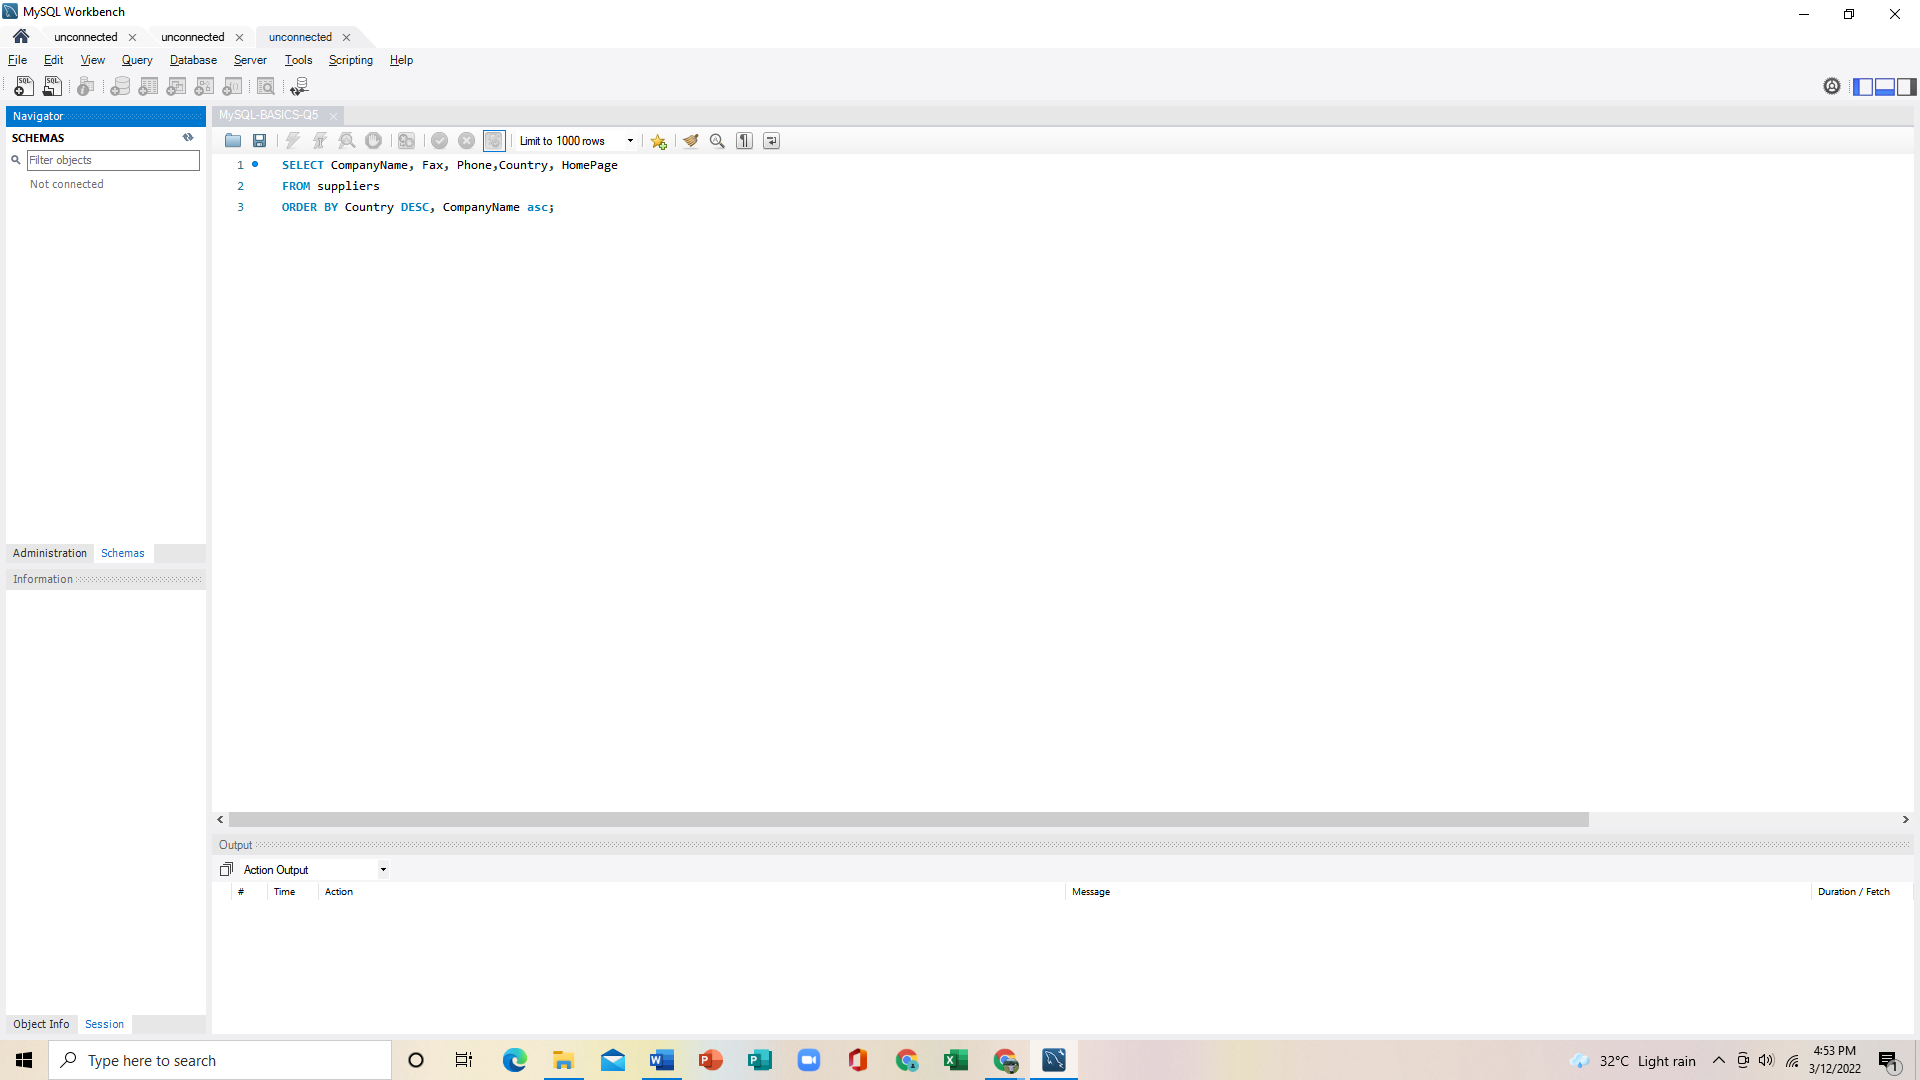 MySQL Workbench
unconnected unconnected unconnected
File Edit View Query Database Server Tools Scripting Help
Navigator
SCHEMAS
Filter objects
Not connected
Administration Schemas
Information
Object Info Session
MySQL-BASICS-Q5
Limit to 1000 rows
1 SELECT CompanyName, Fax, Phone,Country, HomePage
2 FROM suppliers
3 ORDER BY Country DESC, CompanyName asc;
Output
Action Output
# Time Action Message Duration / Fetch
Type here to search
32°C Light rain
4:53 PM
3/12/2022
1